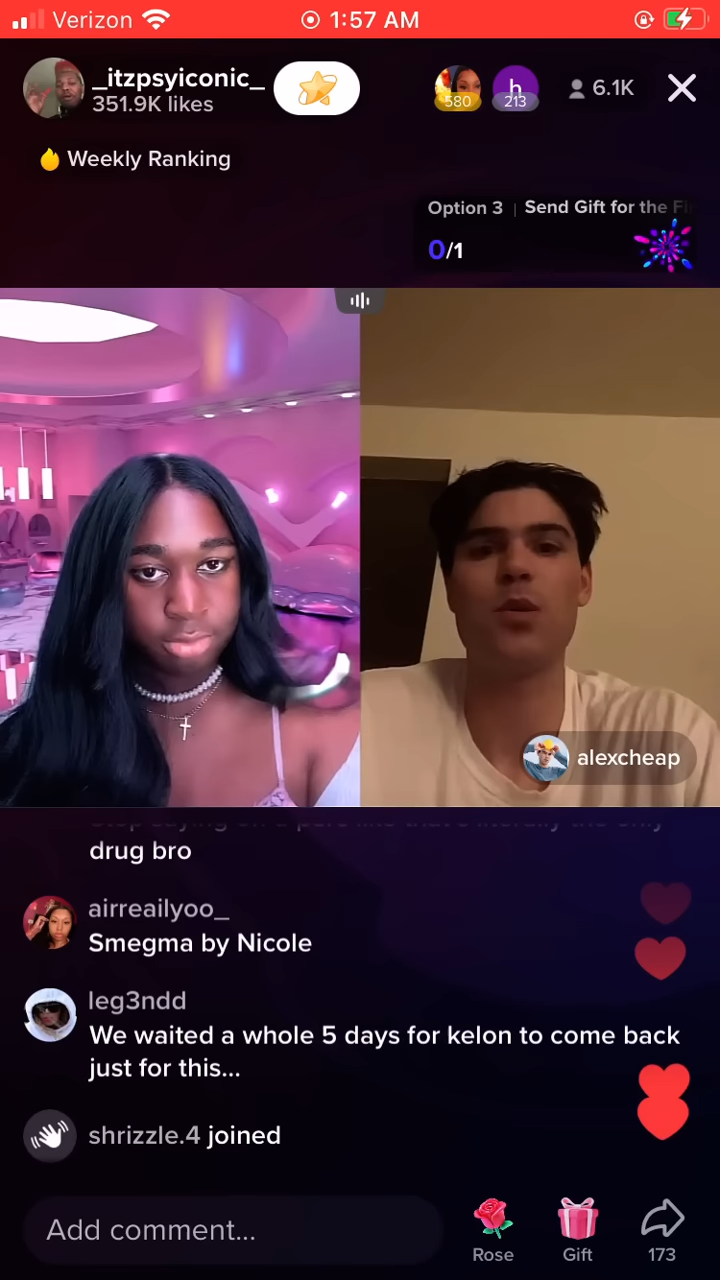 Verizon 1:57 AM
_itzpsyiconic_
351.9K likes
580
h
213
6.1K
Weekly Ranking
Option 3 | Send Gift for the Fi
0/1
alexcheap
drug bro
airreailyoo_
Smegma by Nicole
leg3ndd
We waited a whole 5 days for kelon to come back
just for this...
shrizzle.4 joined
Add comment...
Rose
Gift
173